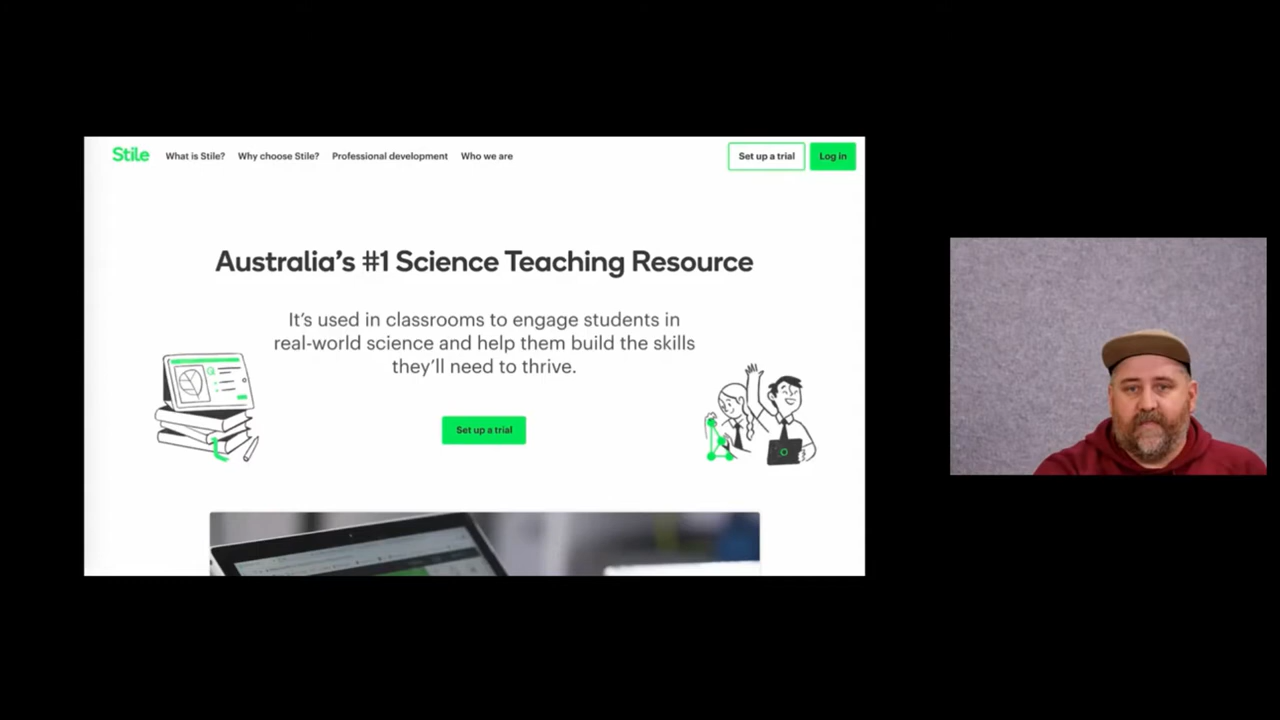 Stile
What is Stile?
Why choose Stile?
Professional development
Who we are
Set up a trial
Log in
Australia's #1 Science Teaching Resource
It's used in classrooms to engage students in
real-world science and help them build the skills
they'll need to thrive.
Set up a trial